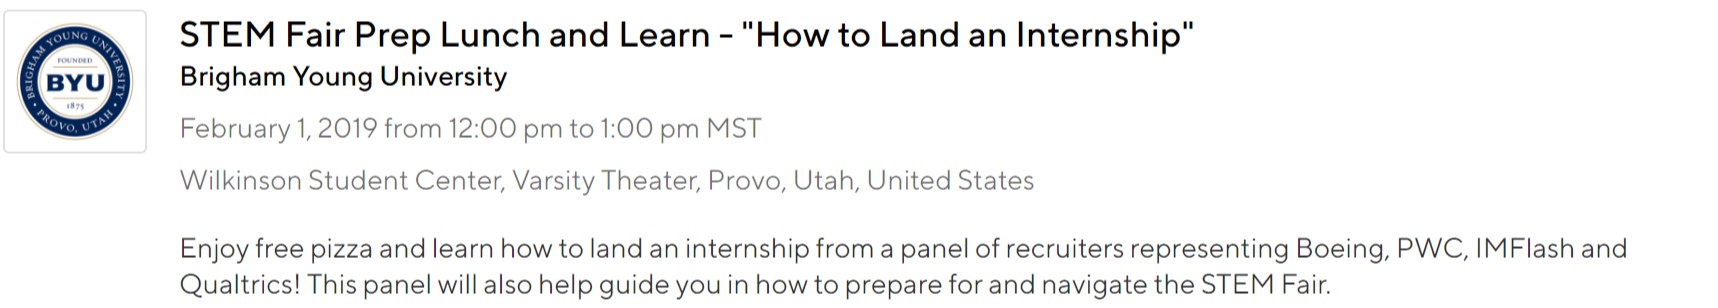 BRIGHAM YOUNG UNIVERSITY
FOUNDED
BYU
1875
PROVO, UTAH
STEM Fair Prep Lunch and Learn - "How to Land an Internship"
Brigham Young University
February 1, 2019 from 12:00 pm to 1:00 pm MST
Wilkinson Student Center, Varsity Theater, Provo, Utah, United States
Enjoy free pizza and learn how to land an internship from a panel of recruiters representing Boeing, PWC, IMFlash and
Qualtrics! This panel will also help guide you in how to prepare for and navigate the STEM Fair.